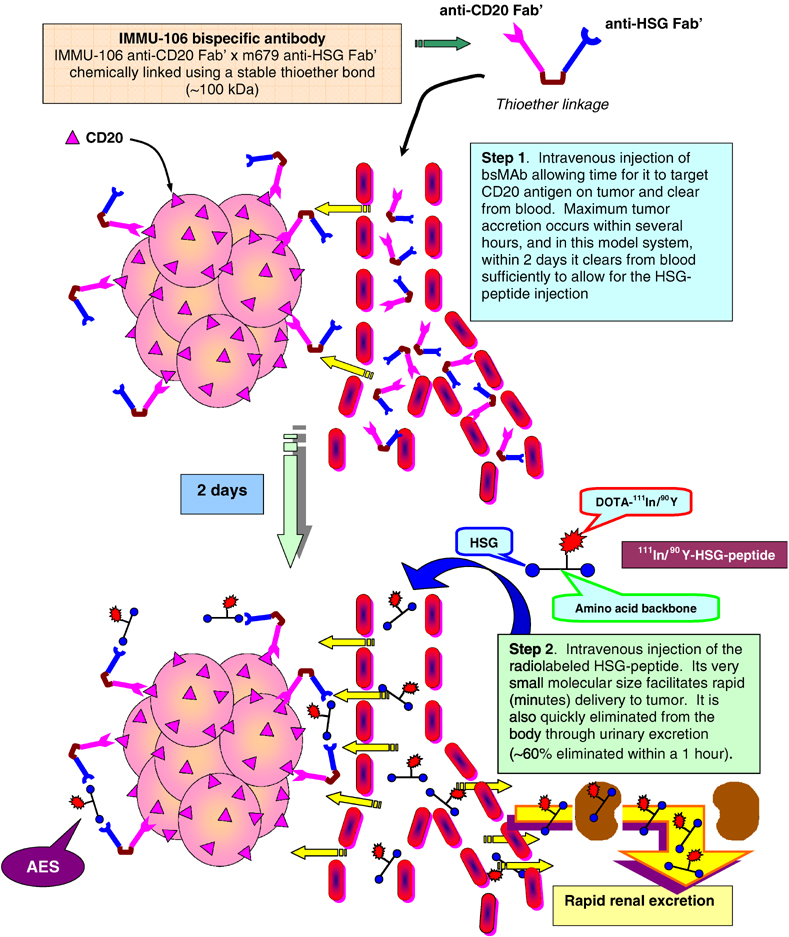 anti-CD20 Fab’
anti-HSG Fab’
IMMU-106 bispecific antibody
IMMU-106 anti-CD20 Fab’ x m679 anti-HSG Fab’
chemically linked using a stable thioether bond
(~100 kDa)
Thioether linkage
CD20
Step 1. Intravenous injection of
bsMAb allowing time for it to target
CD20 antigen on tumor and clear
from blood. Maximum tumor
accretion occurs within several
hours, and in this model system,
within 2 days it clears from blood
sufficiently to allow for the HSG-
peptide injection
2 days
DOTA-¹¹¹In/⁹⁰Y
HSG
¹¹¹In/⁹⁰Y-HSG-peptide
Amino acid backbone
Step 2. Intravenous injection of the
radiolabeled HSG-peptide. Its very
small molecular size facilitates rapid
(minutes) delivery to tumor. It is
also quickly eliminated from the
body through urinary excretion
(~60% eliminated within a 1 hour).
AES
Rapid renal excretion